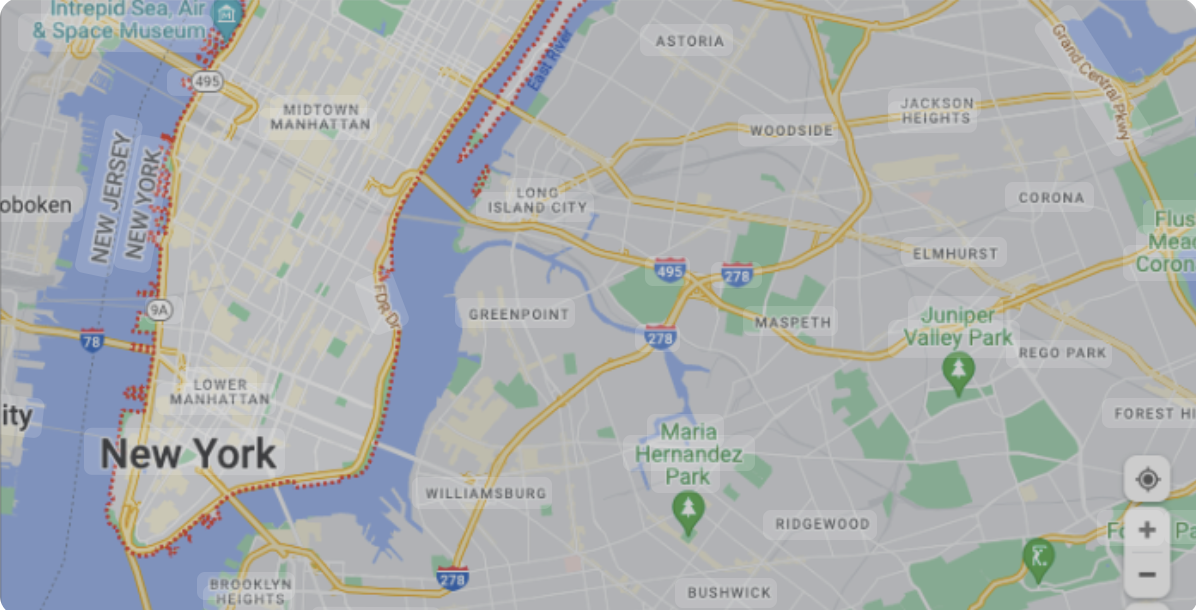 Intrepid Sea, Air
& Space Museum
495
MIDTOWN
MANHATTAN
East River
ASTORIA
Grand Central Pkwy
JACKSON
HEIGHTS
WOODSIDE
NEW JERSEY
NEW YORK
oboken
LONG
ISLAND CITY
CORONA
Flus
Mea
Coron
ELMHURST
495
278
9A
FDR Dr
GREENPOINT
278
MASPETH
Juniper
Valley Park
REGO PARK
78
LOWER
MANHATTAN
ity
New York
FOREST HI
Maria
Hernandez
Park
WILLIAMSBURG
RIDGEWOOD
Fo
Pa
278
BROOKLYN
HEIGHTS
BUSHWICK